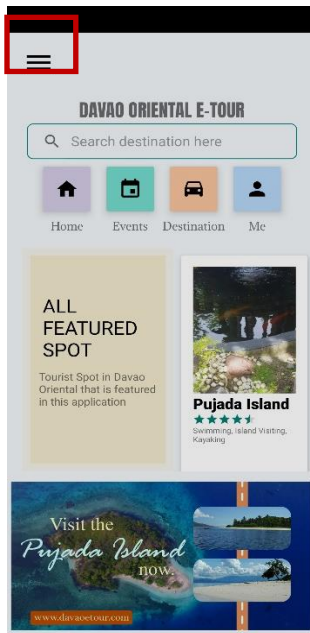 DAVAO ORIENTAL E-TOUR
Search destination here
Home Events Destination Me
ALL
FEATURED
SPOT
Tourist Spot in Davao
Oriental that is featured
in this application
Pujada Island
Swimming, Island Visiting,
Kayaking
Visit the
Pujada Island
now.
www.davaoetour.com